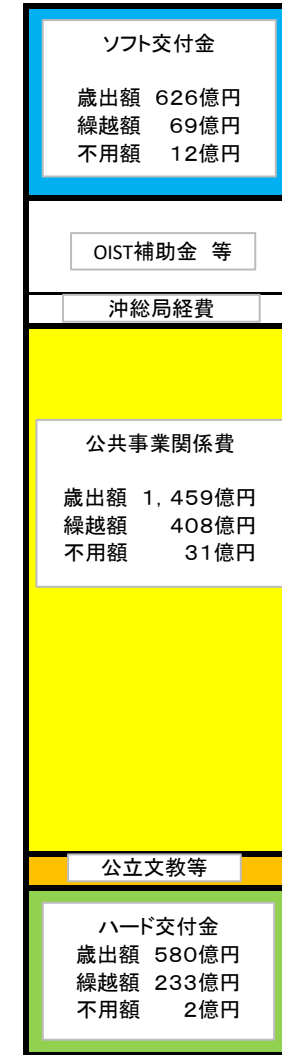 ソフト交付金
歳出額 626億円
繰越額 69億円
不用額 12億円
OIST補助金 等
沖総局経費
公共事業関係費
歳出額 1,459億円
繰越額 408億円
不用額 31億円
公立文教等
ハード交付金
歳出額 580億円
繰越額 233億円
不用額 2億円